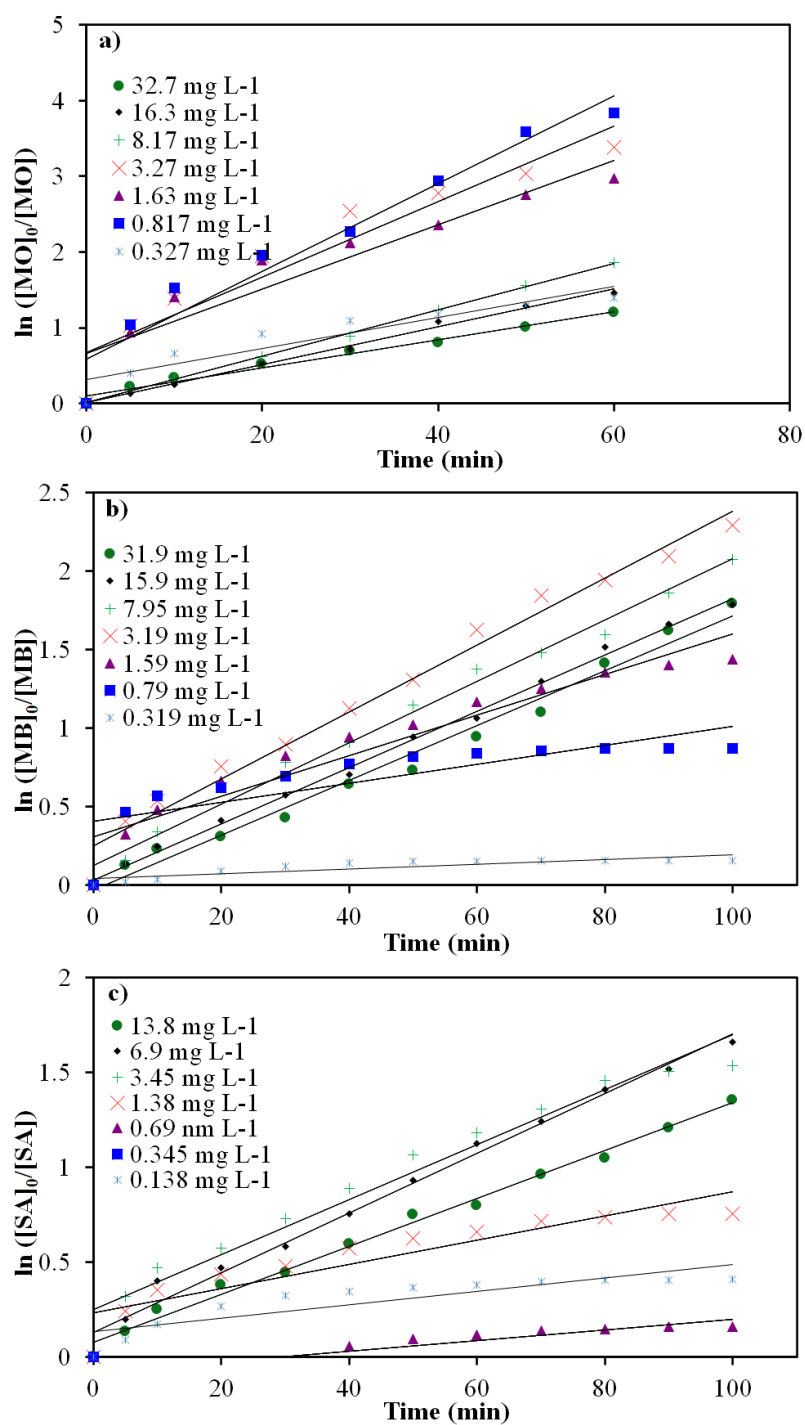 a)
5
4
3
2
1
0
ln ([MO]₀/[MO]
32.7 mg L-1
16.3 mg L-1
8.17 mg L-1
3.27 mg L-1
1.63 mg L-1
0.817 mg L-1
0.327 mg L-1
0 20 40 60 80
Time (min)
b)
2.5
2
1.5
1
0.5
0
ln ([MB]₀/[MB])
31.9 mg L-1
15.9 mg L-1
7.95 mg L-1
3.19 mg L-1
1.59 mg L-1
0.79 mg L-1
0.319 mg L-1
0 20 40 60 80 100
Time (min)
c)
2
1.5
1
0.5
0
ln ([SA]₀/[SA)
13.8 mg L-1
6.9 mg L-1
3.45 mg L-1
1.38 mg L-1
0.69 nm L-1
0.345 mg L-1
0.138 mg L-1
0 20 40 60 80 100
Time (min)